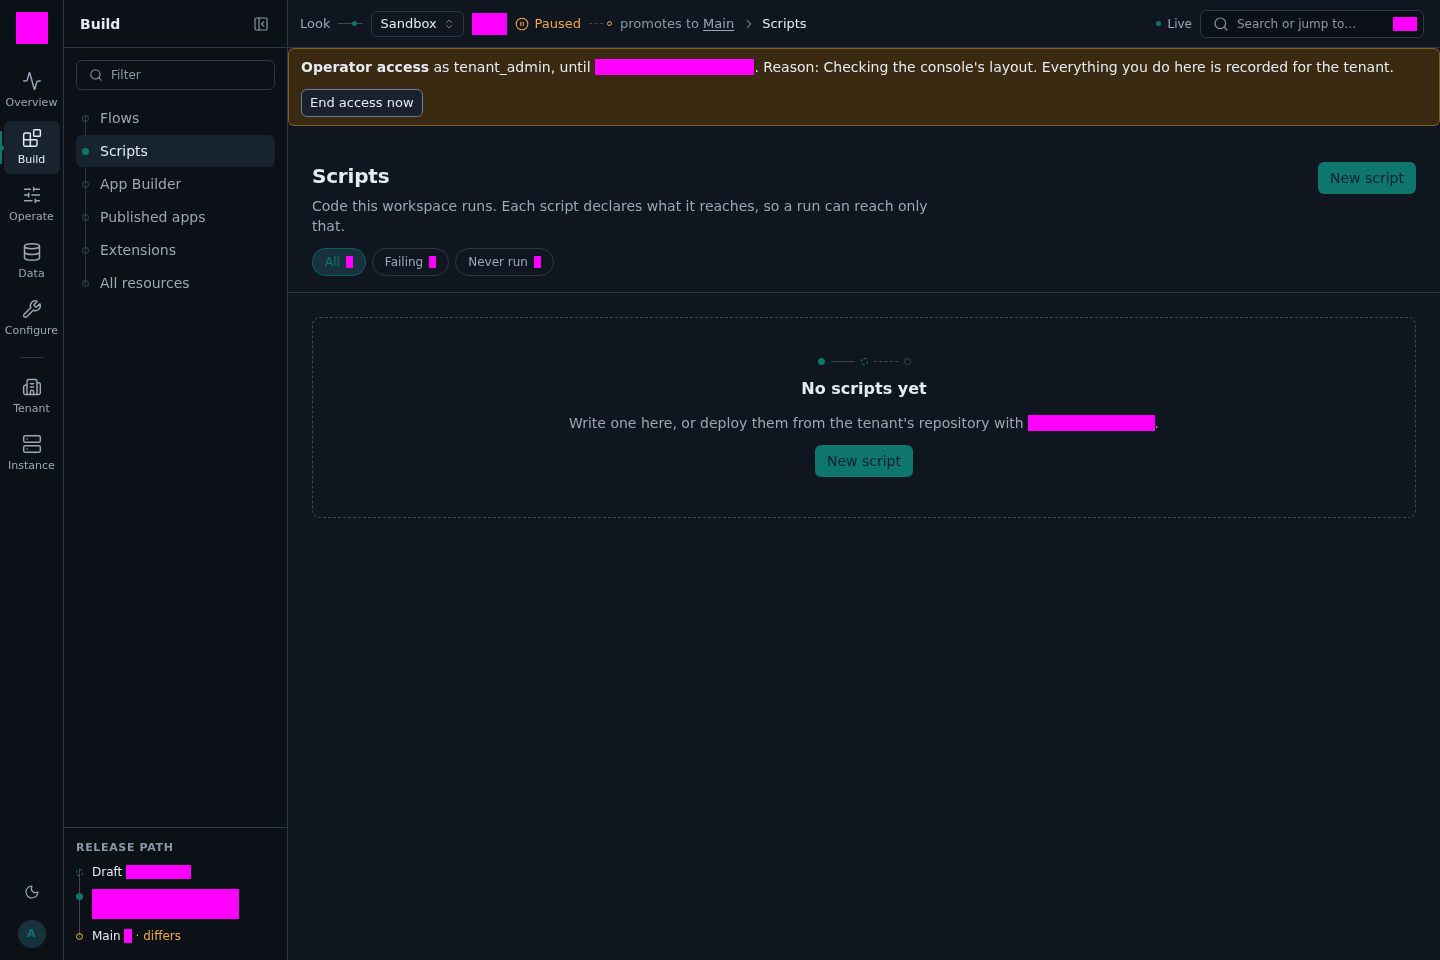 Build
Look
Sandbox
Paused
promotes to Main
Scripts
Live
Search or jump to...
Overview
Build
Operate
Data
Configure
Tenant
Instance
A
Filter
Flows
Scripts
App Builder
Published apps
Extensions
All resources
RELEASE PATH
Draft
Main · differs
Operator access as tenant_admin, until . Reason: Checking the console's layout. Everything you do here is recorded for the tenant.
End access now
Scripts
New script
Code this workspace runs. Each script declares what it reaches, so a run can reach only
that.
All
Failing
Never run
No scripts yet
Write one here, or deploy them from the tenant's repository with .
New script